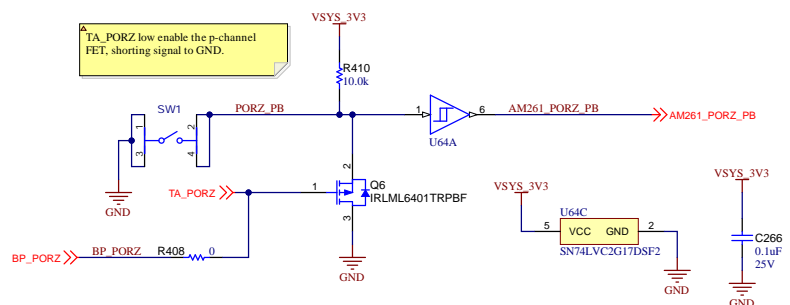 TA_PORZ low enable the p-channel
FET, shorting signal to GND.
VSYS_3V3
R410
10.0k
SW1
PORZ_PB
1
3
2
4
GND
1
6
U64A
AM261_PORZ_PB
AM261_PORZ_PB
TA_PORZ
1
2
3
Q6
IRLML6401TRPBF
GND
BP_PORZ
BP_PORZ
R408
0
VSYS_3V3
U64C
5
VCC
GND
2
SN74LVC2G17DSF2
GND
VSYS_3V3
C266
0.1uF
25V
GND